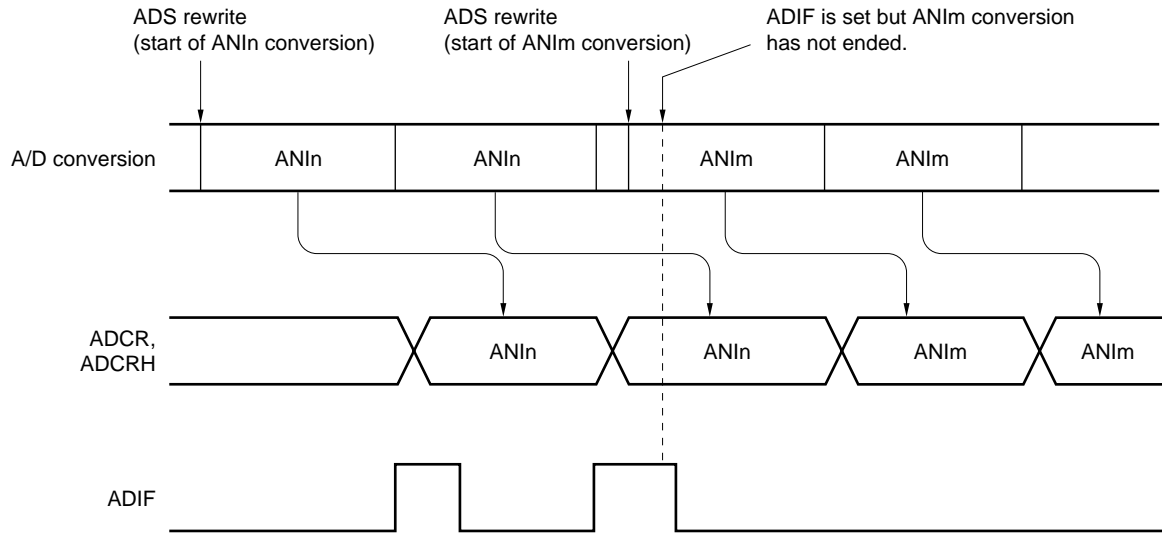 ADS rewrite
(start of ANIn conversion)
ADS rewrite
(start of ANIm conversion)
ADIF is set but ANIm conversion
has not ended.
A/D conversion
ANIn
ANIn
ANIm
ANIm
ADCR,
ADCRH
ANIn
ANIn
ANIm
ANIm
ADIF